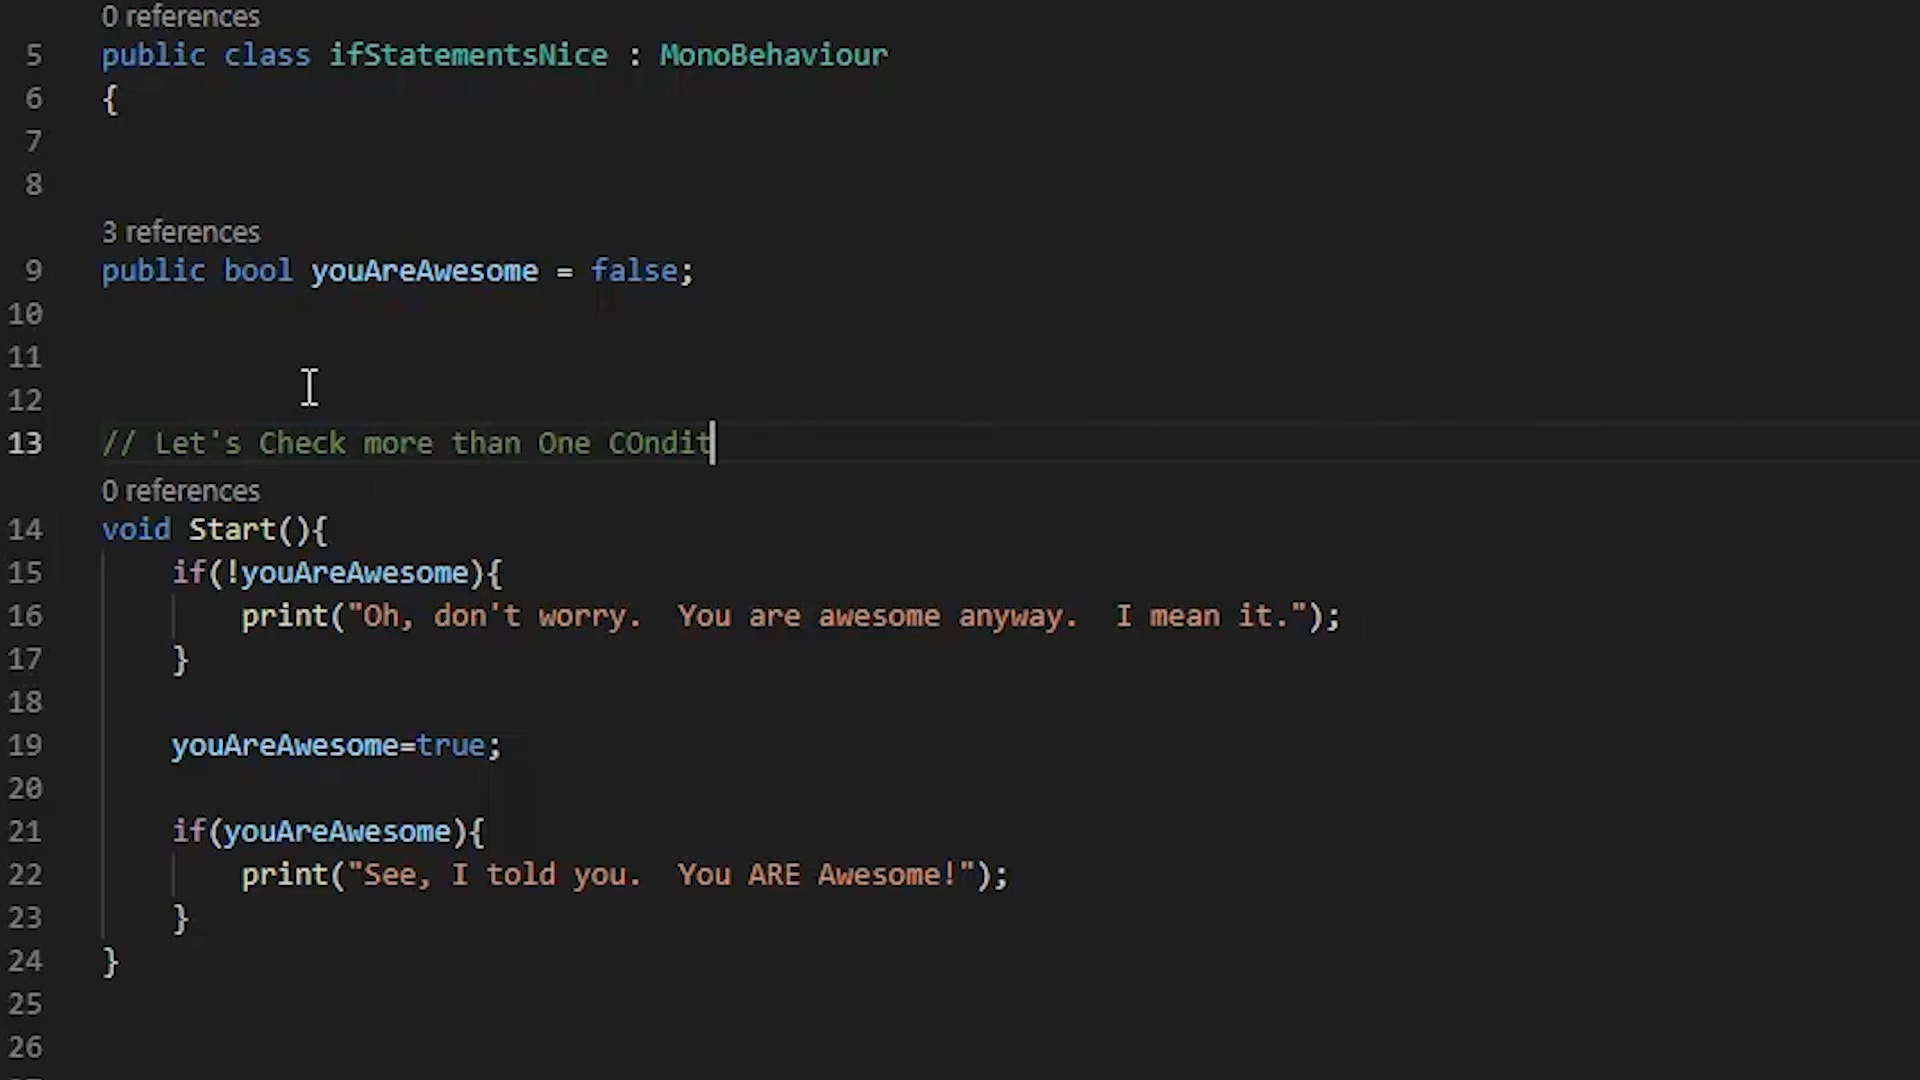 0 references
5 public class ifStatementsNice : MonoBehaviour
6 {
7
8
3 references
9 public bool youAreAwesome = false;
10
11
12
13 // Let's Check more than One COndit
0 references
14 void Start(){
15 if(!youAreAwesome){
16 print("Oh, don't worry.  You are awesome anyway.  I mean it.");
17 }
18
19 youAreAwesome=true;
20
21 if(youAreAwesome){
22 print("See, I told you.  You ARE Awesome!");
23 }
24 }
25
26